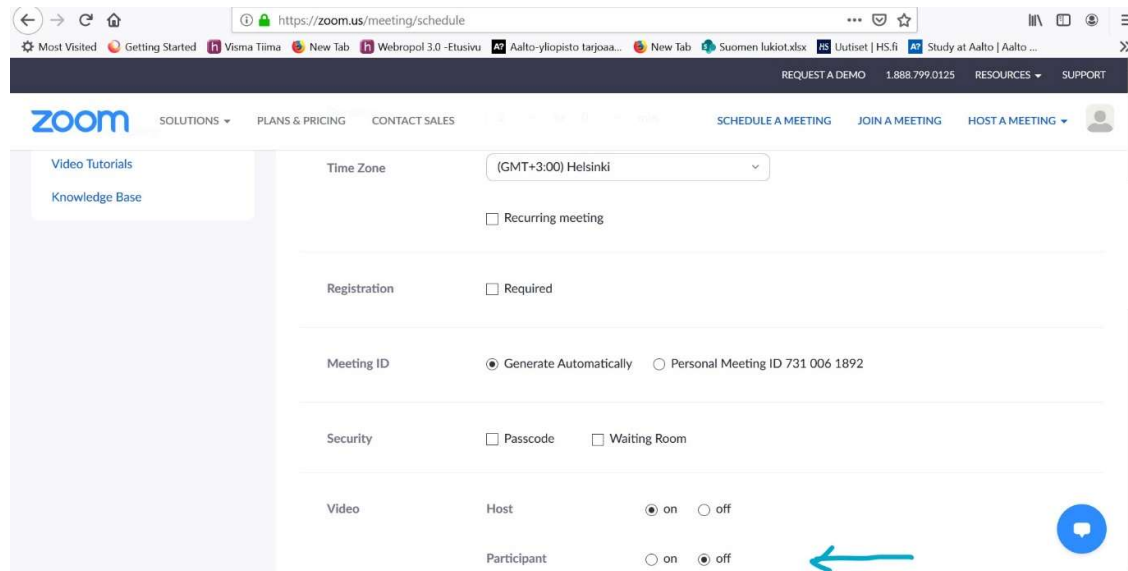 https://zoom.us/meeting/schedule
Most Visited Getting Started Visma Tiima New Tab Webropol 3.0 -Etusivu Aalto-yliopisto tarjoaa... New Tab Suomen lukiot.xlsx HS Uutiset | HS.fi A? Study at Aalto | Aalto ...
REQUEST A DEMO 1.888.799.0125 RESOURCES SUPPORT
zoom SOLUTIONS PLANS & PRICING CONTACT SALES SCHEDULE A MEETING JOIN A MEETING HOST A MEETING
Video Tutorials Time Zone (GMT+3:00) Helsinki
Knowledge Base
Recurring meeting
Registration Required
Meeting ID Generate Automatically Personal Meeting ID 731 006 1892
Security Passcode Waiting Room
Video Host on off
Participant on off